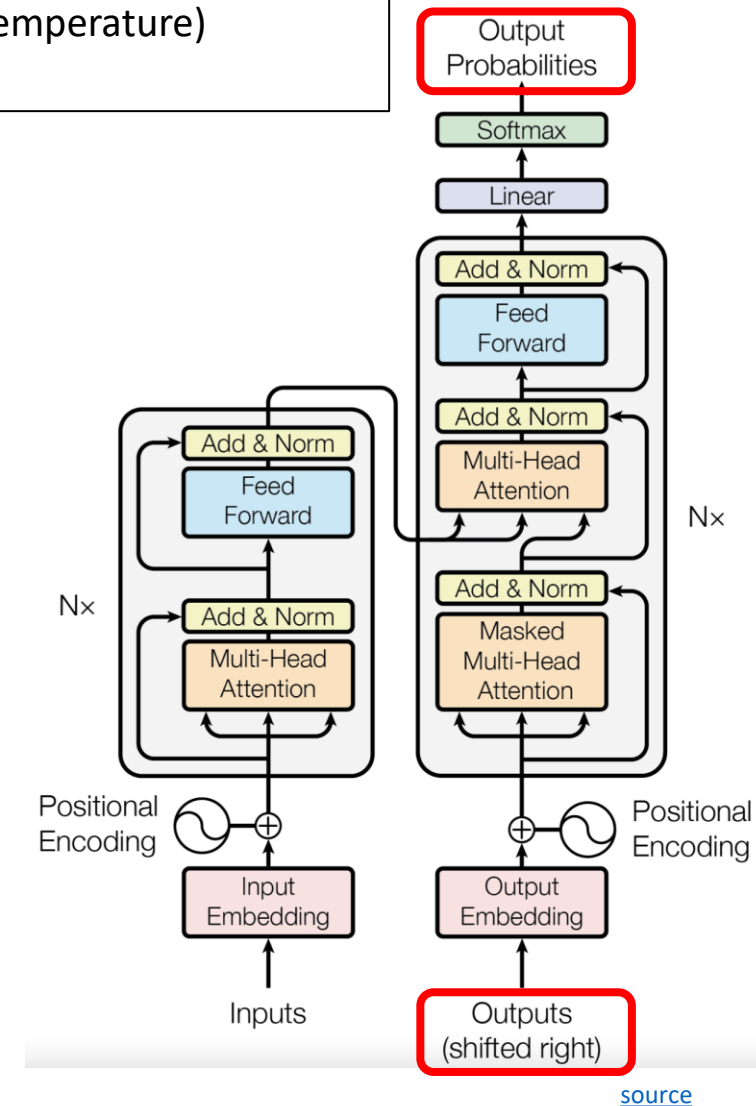 emperature)
Output
Probabilities
Softmax
Linear
Add & Norm
Feed
Forward
Add & Norm
Multi-Head
Attention
Nx
Add & Norm
Masked
Multi-Head
Attention
Add & Norm
Feed
Forward
Nx
Add & Norm
Multi-Head
Attention
Positional
Encoding
Positional
Encoding
Input
Embedding
Output
Embedding
Inputs
Outputs
(shifted right)
source